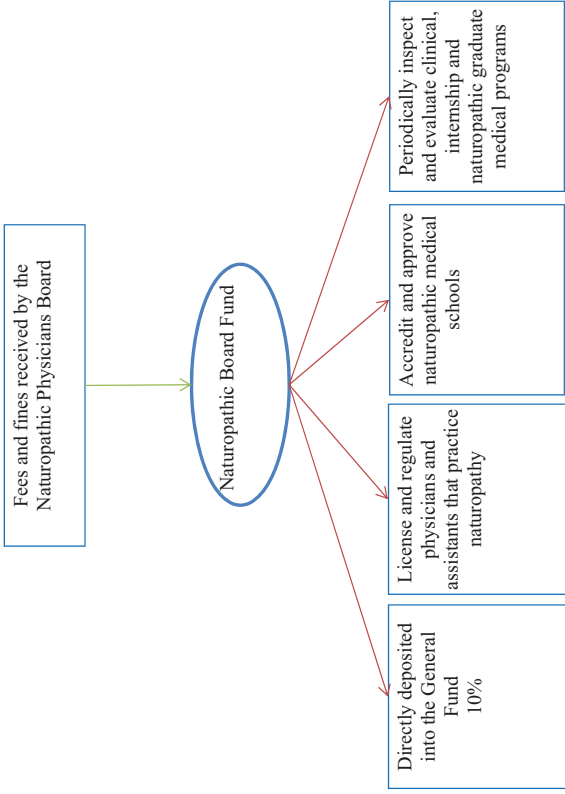 Fees and fines received by the
Naturopathic Physicians Board
Naturopathic Board Fund
Directly deposited
into the General
Fund
10%
License and regulate
physicians and
assistants that practice
naturopathy
Accredit and approve
naturopathic medical
schools
Periodically inspect
and evaluate clinical,
internship and
naturopathic graduate
medical programs